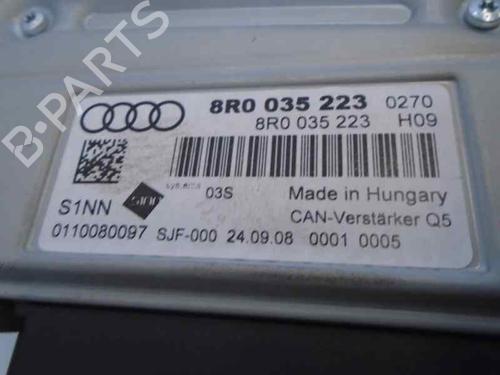 8R0 035 223 0270
8R0 035 223 H09
03S
Made in Hungary
S1NN
CAN-Verstärker Q5
0110080097 SJF-000 24.09.08 0001 0005